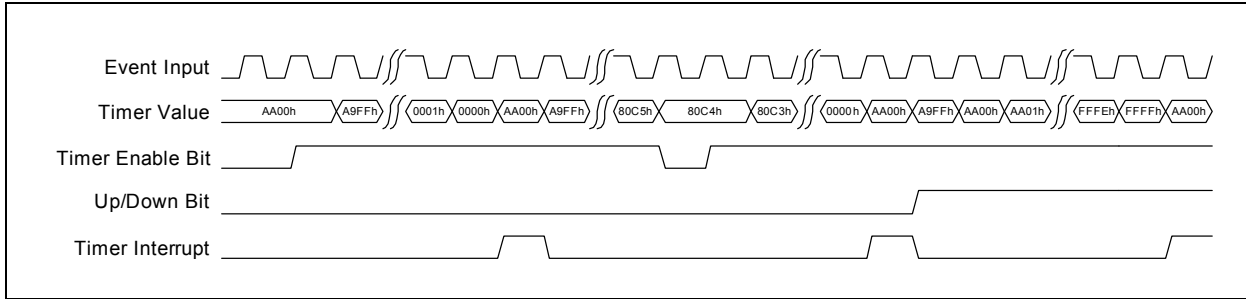 Event Input
Timer Value AA00h A9FFh 0001h 0000h AA00h A9FFh 80C5h 80C4h 80C3h 0000h AA00h A9FFh AA00h AA01h FFFEh FFFFh AA00h
Timer Enable Bit
Up/Down Bit
Timer Interrupt